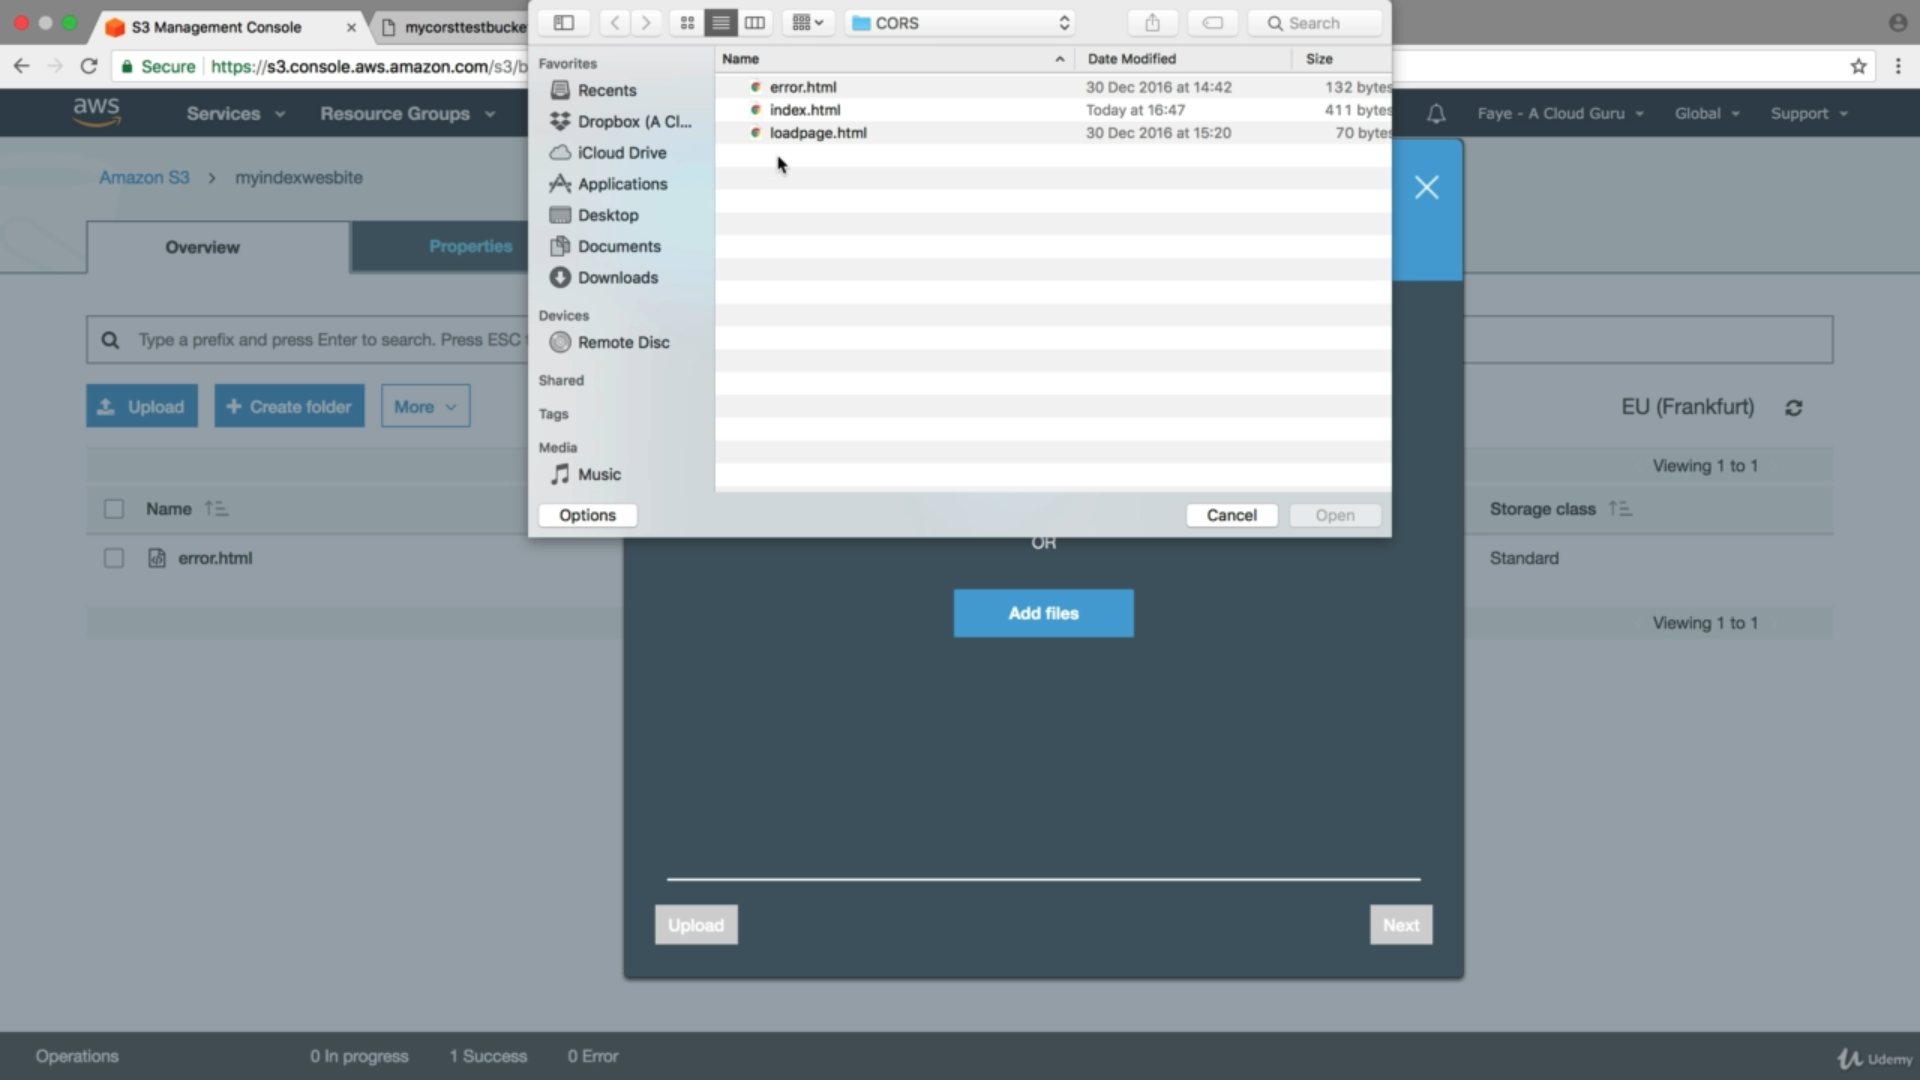 S3 Management Console
mycorsttestbucke
CORS
Search
Secure
https://s3.console.aws.amazon.com/s3/b
Favorites
Name
Date Modified
Size
error.html
30 Dec 2016 at 14:42
132 bytes
index.html
Today at 16:47
411 bytes
loadpage.html
30 Dec 2016 at 15:20
70 bytes
Recents
Dropbox (A Cl...
iCloud Drive
Applications
Desktop
Documents
Downloads
Devices
Remote Disc
Shared
Tags
Media
Music
Options
Cancel
Open
aws
Services
Resource Groups
Faye - A Cloud Guru
Global
Support
Amazon S3 > myindexwesbite
Overview
Properties
Type a prefix and press Enter to search. Press ESC
Upload
Create folder
More
EU (Frankfurt)
Viewing 1 to 1
Name
Storage class
error.html
Standard
Viewing 1 to 1
OR
Add files
Upload
Next
Operations
0 In progress
1 Success
0 Error
Udemy